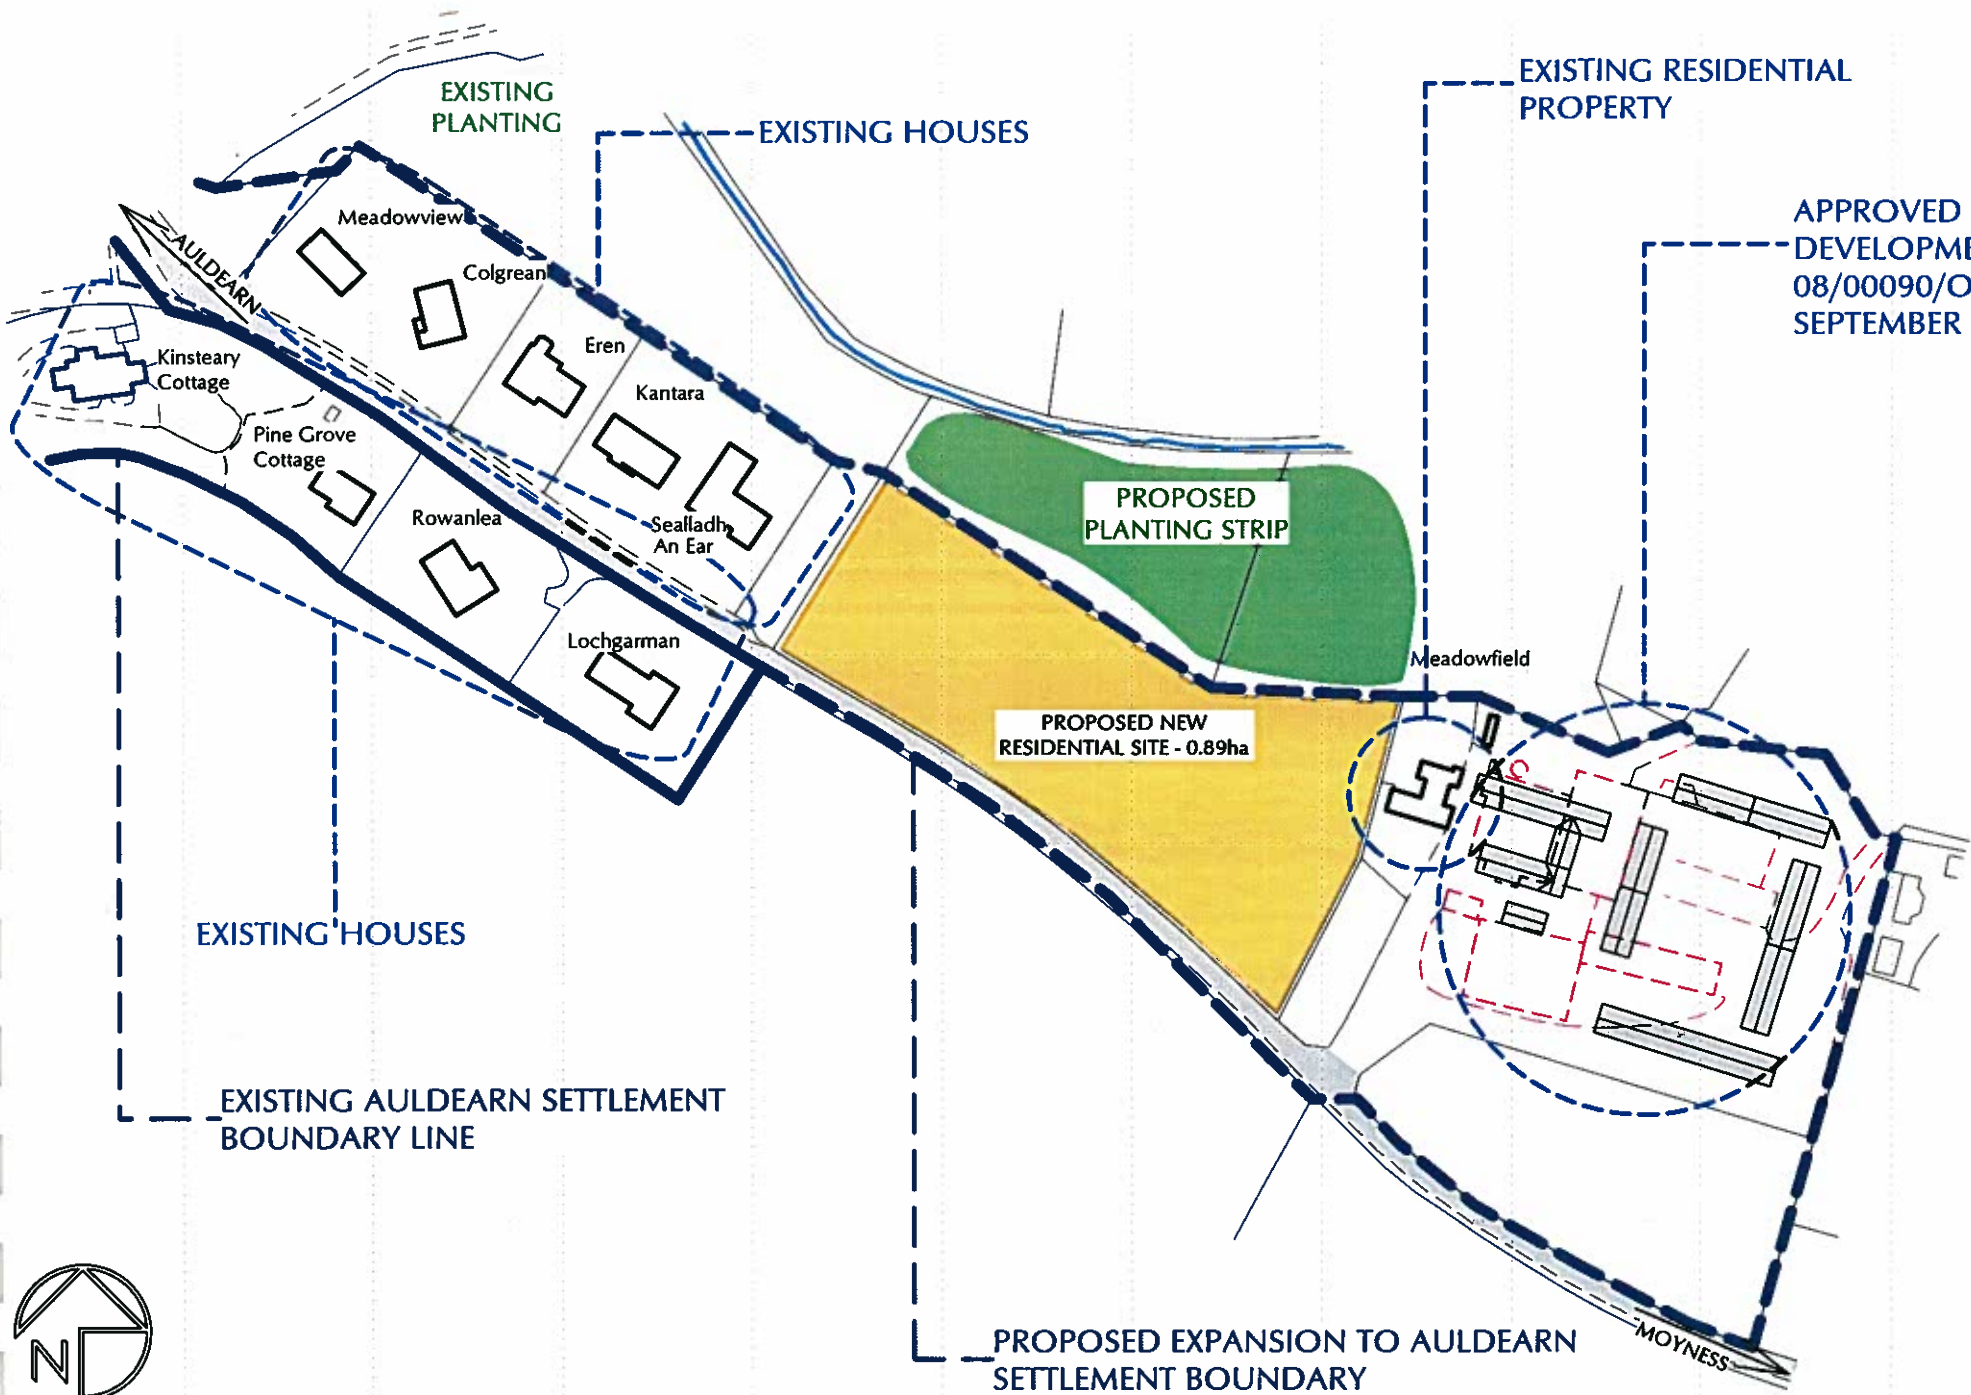 EXISTING
PLANTING
EXISTING HOUSES
EXISTING RESIDENTIAL
PROPERTY
APPROVED
DEVELOPME
08/00090/O
SEPTEMBER
Meadowview
AULDEARN
Colgrean
Eren
Kantara
Kinsteary
Cottage
Pine Grove
Cottage
Rowanlea
Sealladh
An Ear
Lochgarman
PROPOSED
PLANTING STRIP
Meadowfield
PROPOSED NEW
RESIDENTIAL SITE - 0.89ha
EXISTING HOUSES
EXISTING AULDEARN SETTLEMENT
BOUNDARY LINE
PROPOSED EXPANSION TO AULDEARN
SETTLEMENT BOUNDARY
MOYNESS
N